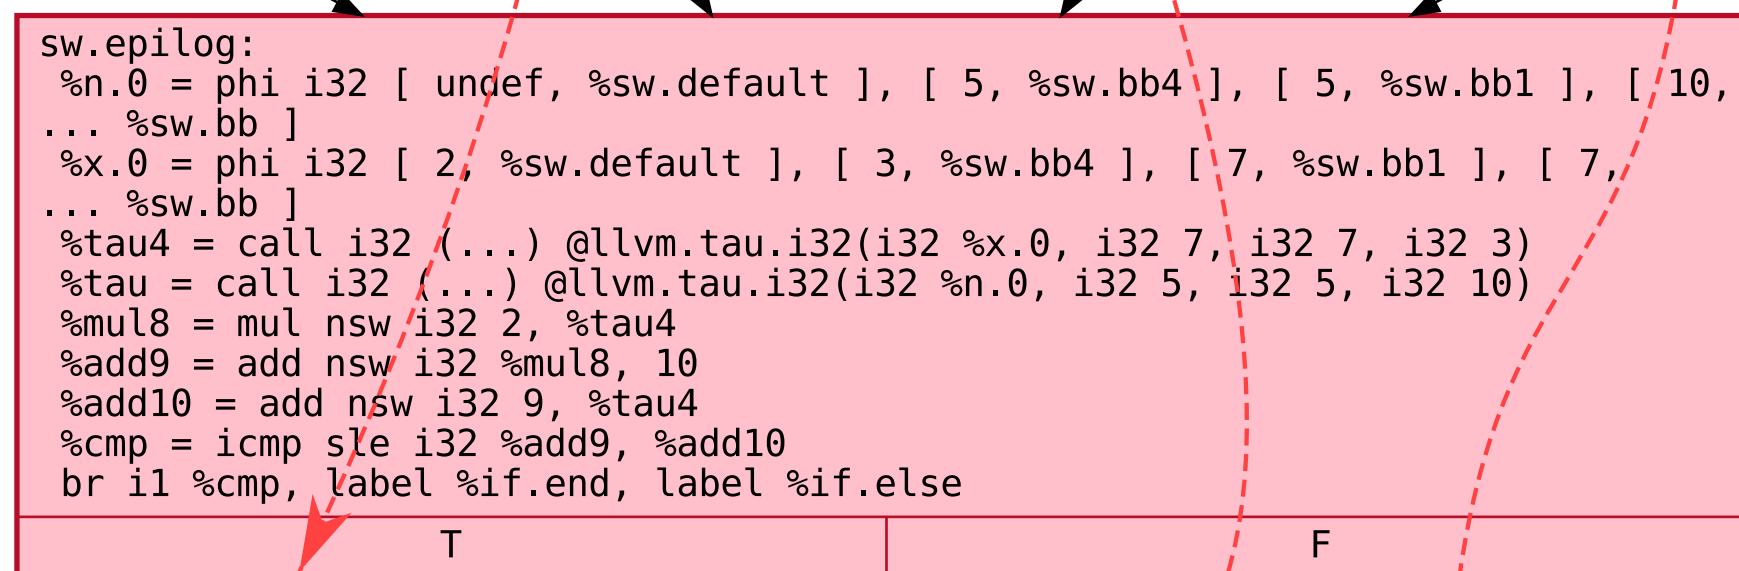 sw.epilog:
%n.0 = phi i32 [ undef, %sw.default ], [ 5, %sw.bb4 ], [ 5, %sw.bb1 ], [ 10,
... %sw.bb ]
%x.0 = phi i32 [ 2, %sw.default ], [ 3, %sw.bb4 ], [ 7, %sw.bb1 ], [ 7,
... %sw.bb ]
%tau4 = call i32 (...) @llvm.tau.i32(i32 %x.0, i32 7, i32 7, i32 3)
%tau = call i32 (...) @llvm.tau.i32(i32 %n.0, i32 5, i32 5, i32 10)
%mul8 = mul nsw i32 2, %tau4
%add9 = add nsw i32 %mul8, 10
%add10 = add nsw i32 9, %tau4
%cmp = icmp sle i32 %add9, %add10
br i1 %cmp, label %if.end, label %if.else
T F